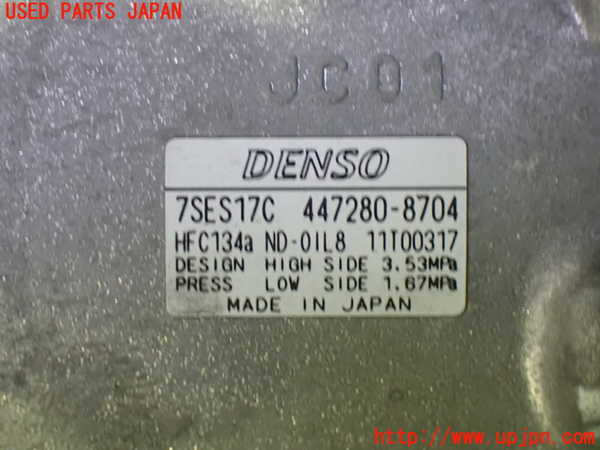 USED PARTS JAPAN
JC01
DENSO
7SES17C 447280-8704
HFC134a ND-OIL8 11T00317
DESIGN HIGH SIDE 3.53MPa
PRESS LOW SIDE 1.67MPa
MADE IN JAPAN
http://www.upjpn.com/